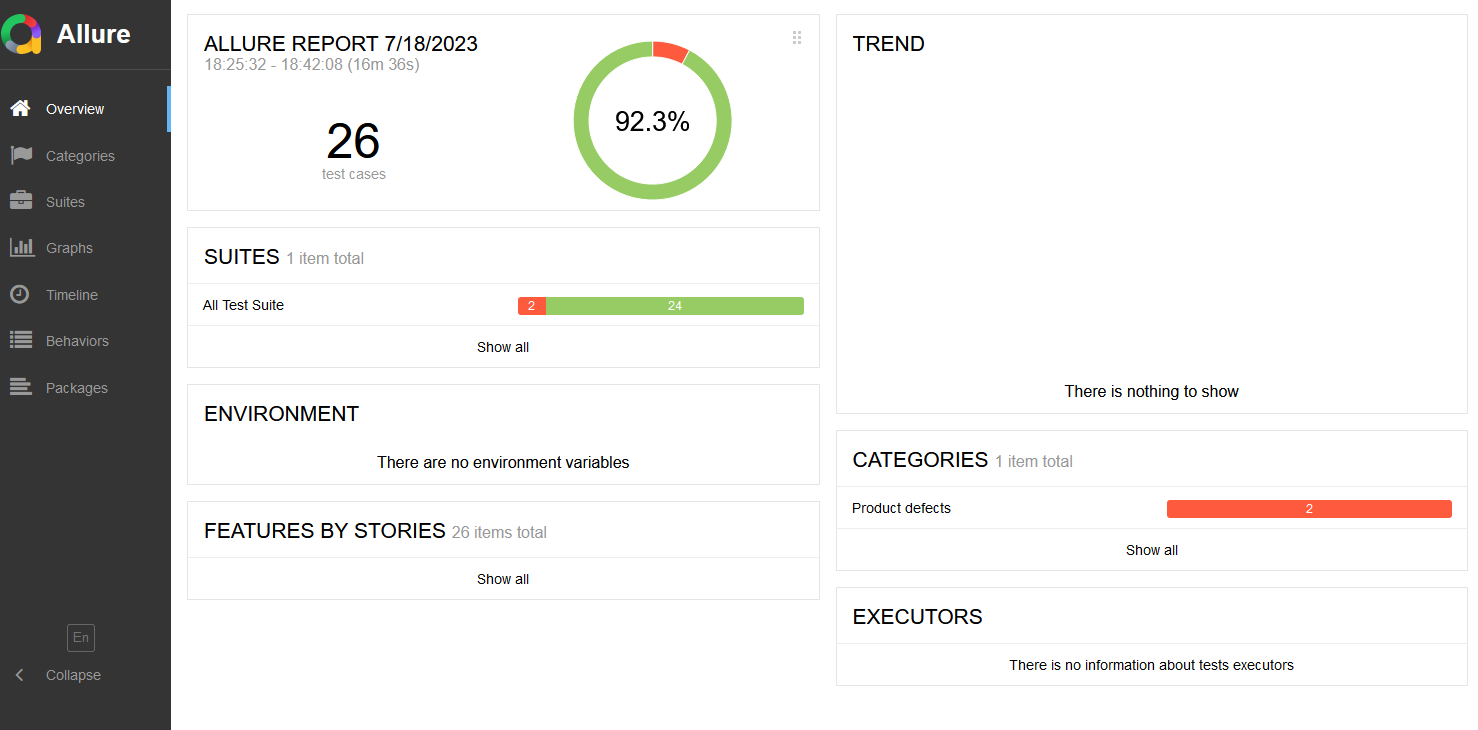 Allure
Overview
Categories
Suites
Graphs
Timeline
Behaviors
Packages
En
Collapse
ALLURE REPORT 7/18/2023
18:25:32 - 18:42:08 (16m 36s)
26
test cases
92.3%
SUITES 1 item total
All Test Suite 2 24
Show all
ENVIRONMENT
There are no environment variables
FEATURES BY STORIES 26 items total
Show all
TREND
There is nothing to show
CATEGORIES 1 item total
Product defects 2
Show all
EXECUTORS
There is no information about tests executors